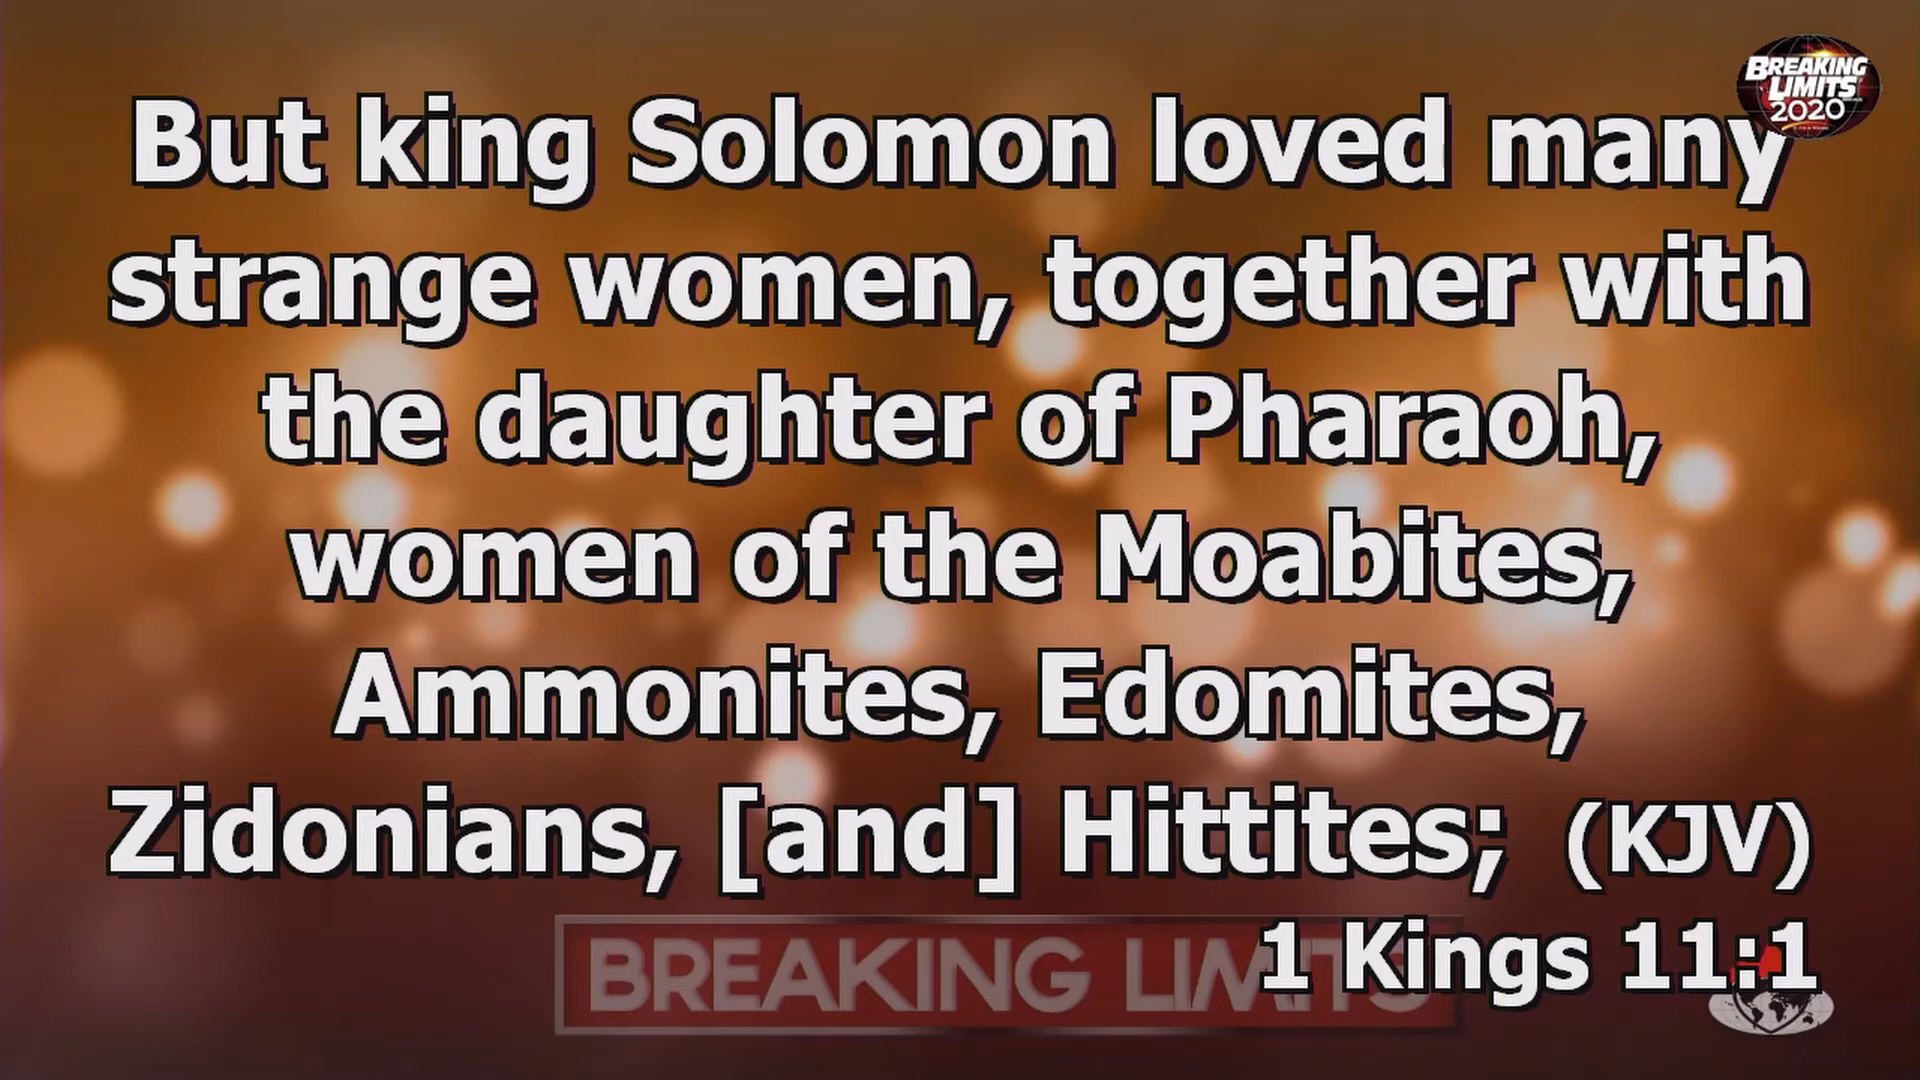 BREAKING
LIMITS
2020
But king Solomon loved many
strange women, together with
the daughter of Pharaoh,
women of the Moabites,
Ammonites, Edomites,
Zidonians, [and] Hittites; (KJV)
1 Kings 11:1
BREAKING LIMITS